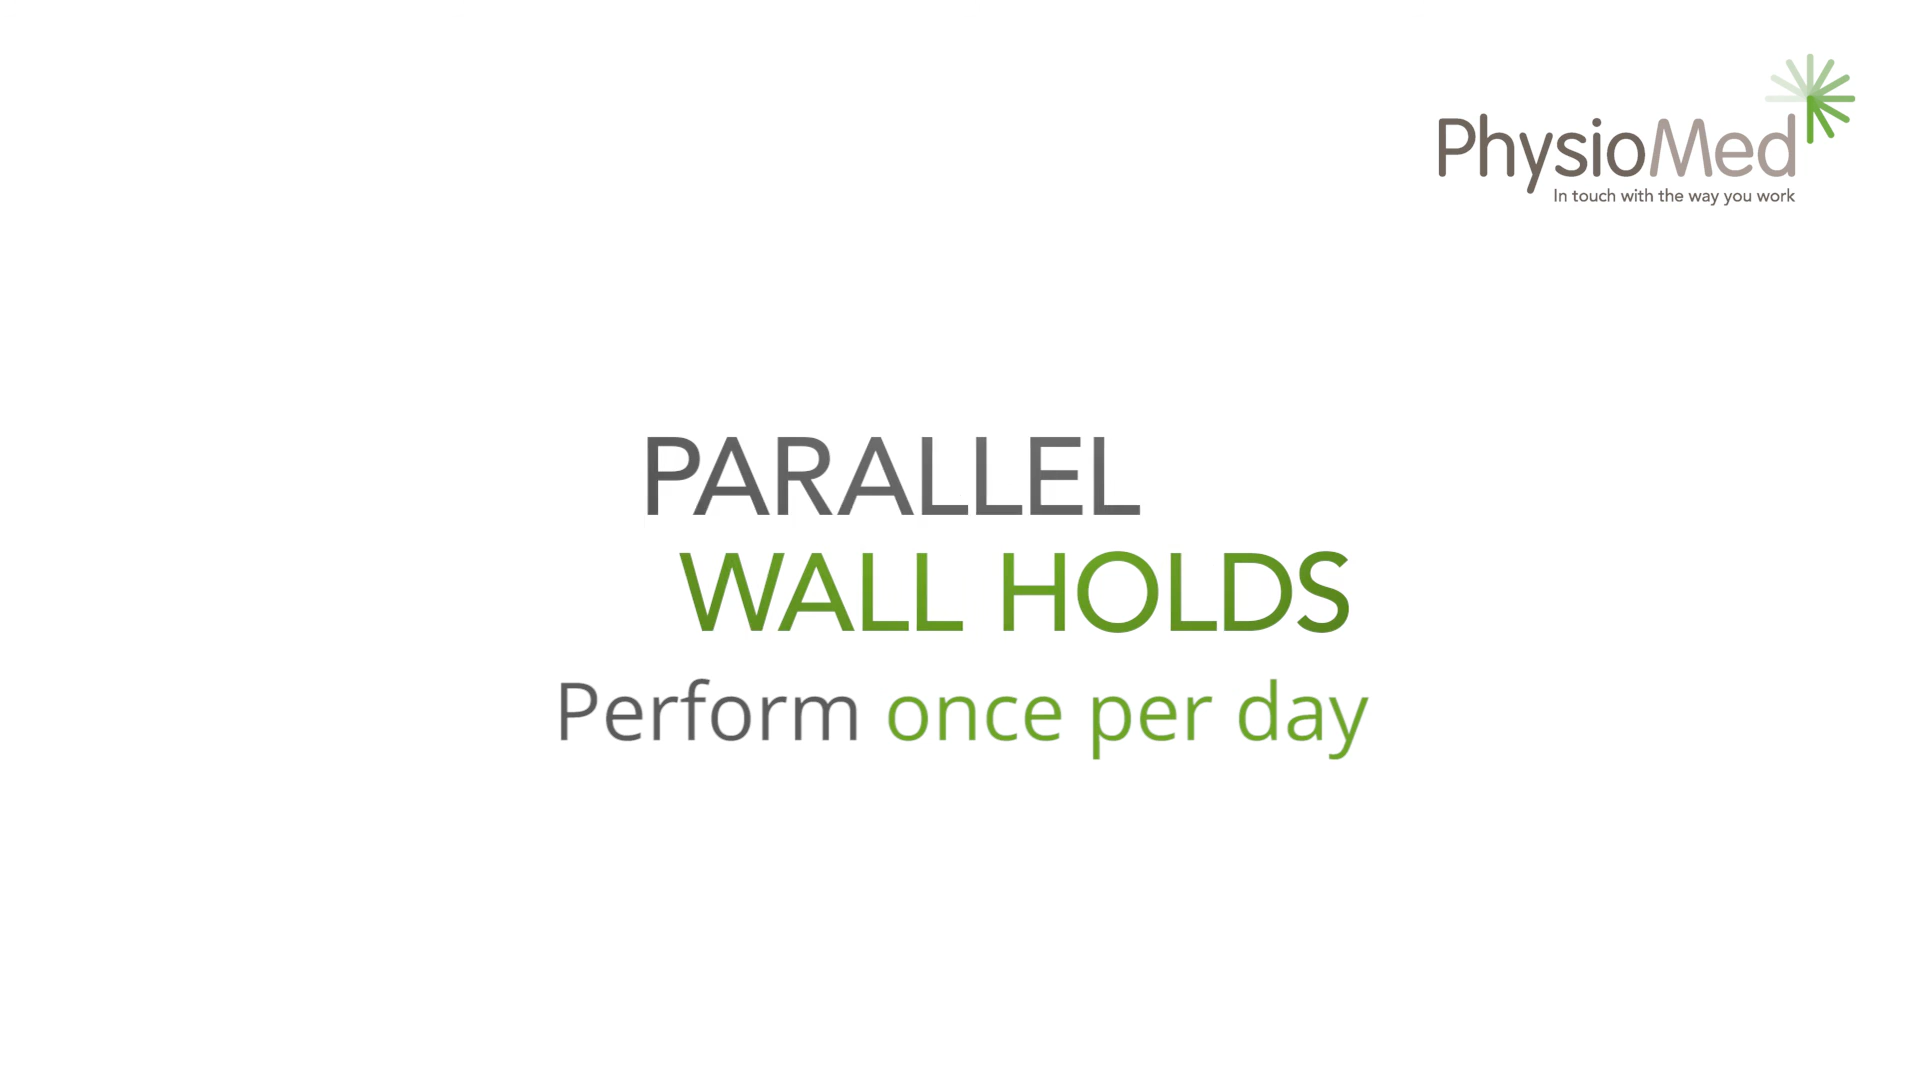 PhysioMed
In touch with the way you work
PARALLEL
WALL HOLDS
Perform once per day